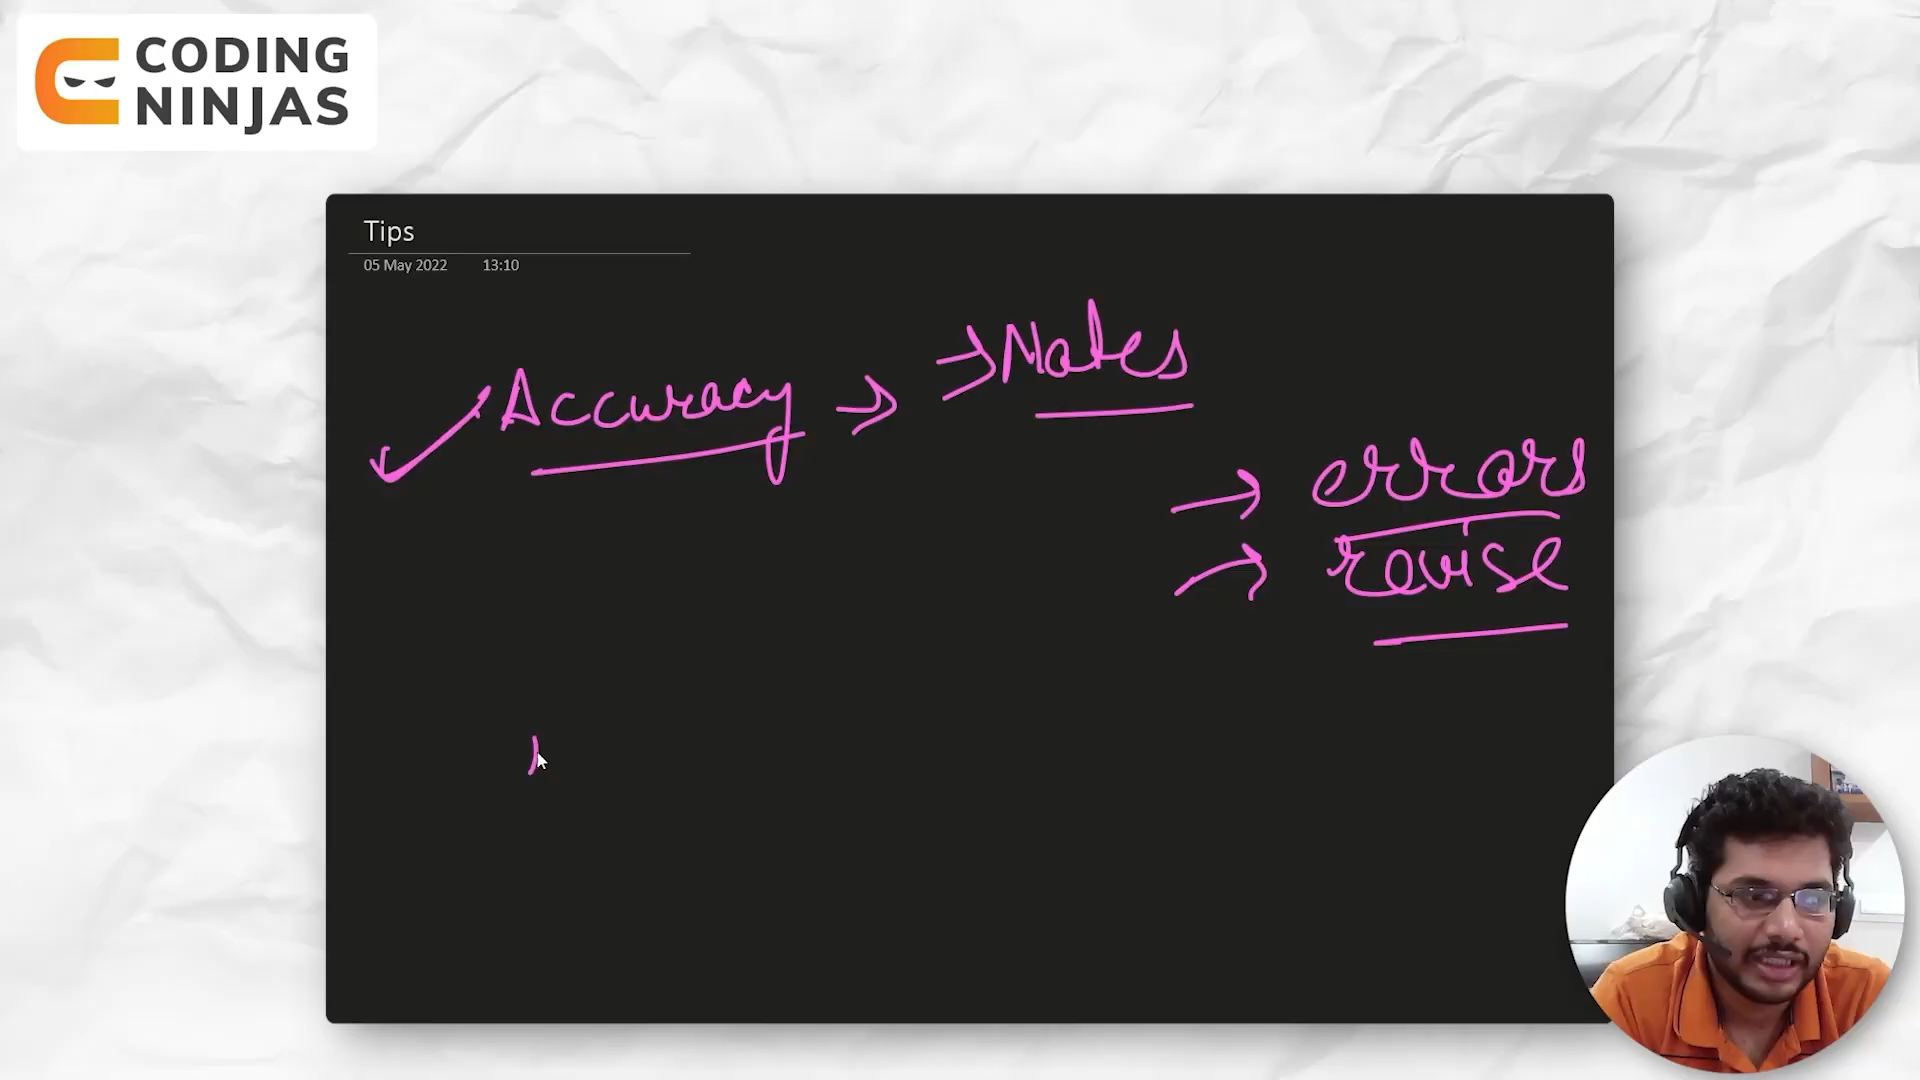 CODING
NINJAS
Tips
05 May 2022 13:10
Accuracy → → Notes
→ errors
→ revise